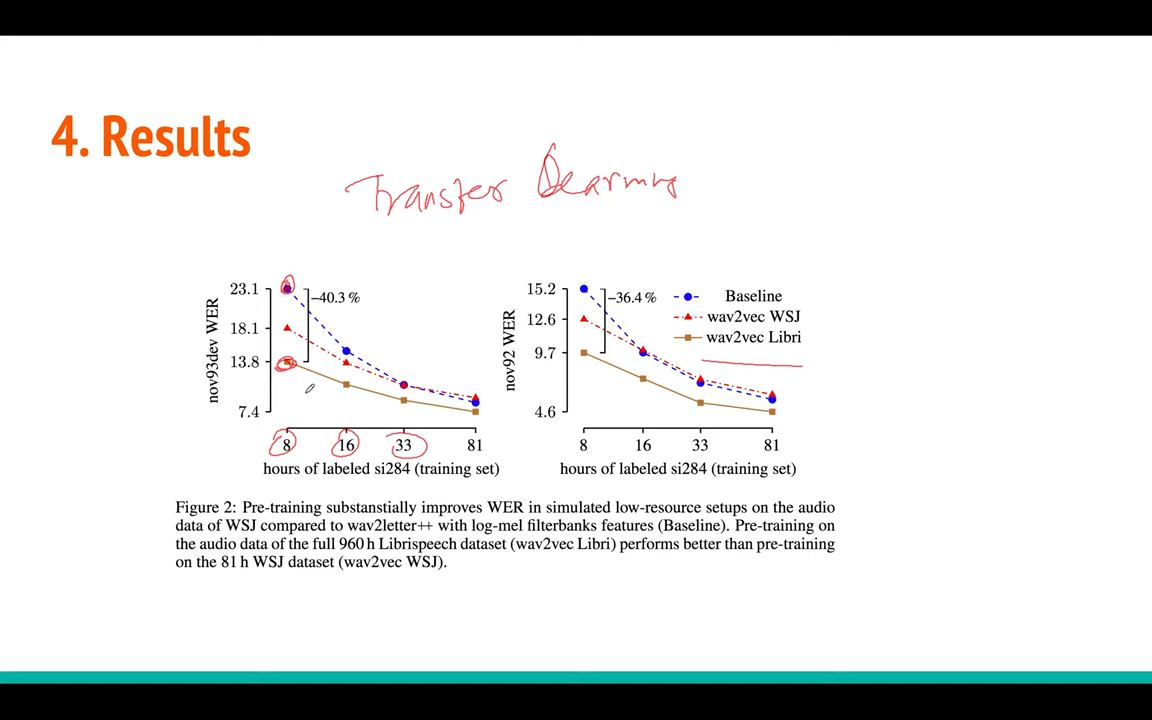 4. Results
Transfer Learning
23.1
18.1
13.8
7.4
nov93dev WER
–40.3 %
8 16 33 81
hours of labeled si284 (training set)
15.2
12.6
9.7
4.6
nov92 WER
–36.4 %
Baseline
wav2vec WSJ
wav2vec Libri
8 16 33 81
hours of labeled si284 (training set)
Figure 2: Pre-training substanstially improves WER in simulated low-resource setups on the audio
data of WSJ compared to wav2letter++ with log-mel filterbanks features (Baseline). Pre-training on
the audio data of the full 960 h Librispeech dataset (wav2vec Libri) performs better than pre-training
on the 81 h WSJ dataset (wav2vec WSJ).